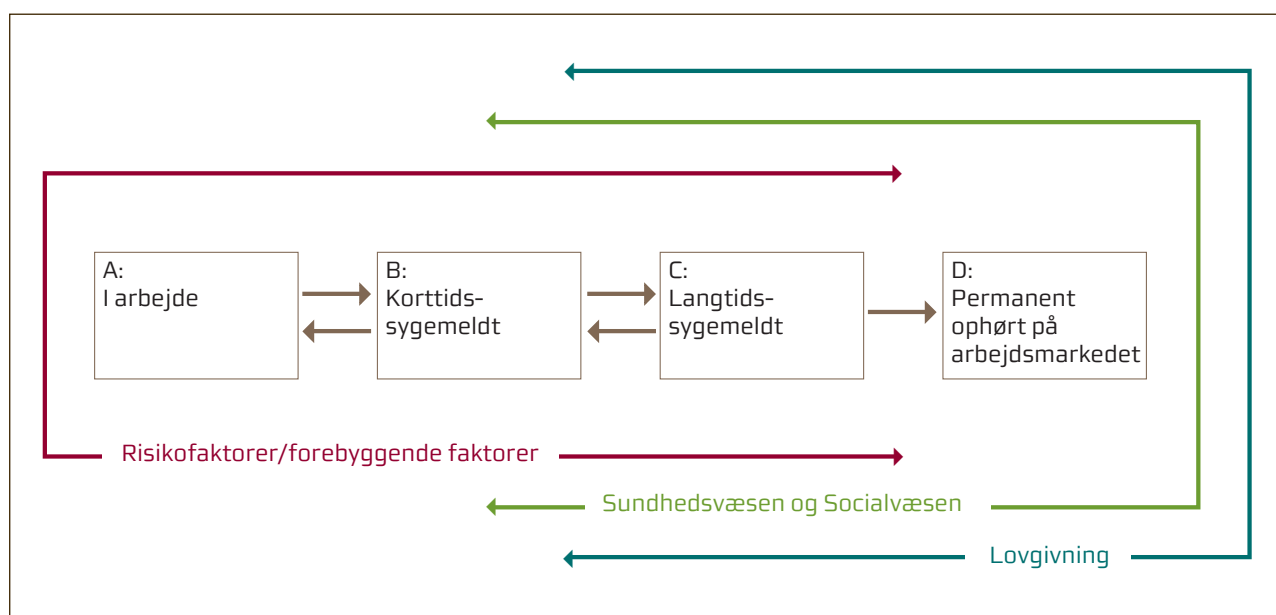 A:
I arbejde
B:
Korttids-
sygemeldt
C:
Langtids-
sygemeldt
D:
Permanent
ophørt på
arbejdsmarkedet
Risikofaktorer/forebyggende faktorer
Sundhedsvæsen og Socialvæsen
Lovgivning